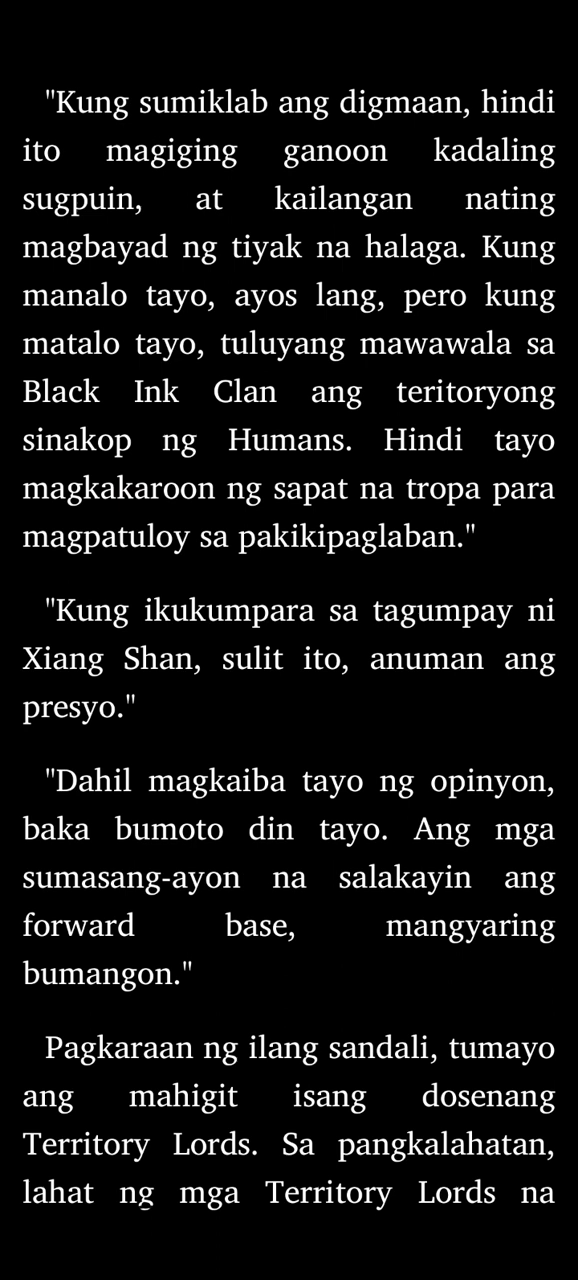 "Kung sumiklab ang digmaan, hindi
ito magiging ganoon kadaling
sugpuin, at kailangan nating
magbayad ng tiyak na halaga. Kung
manalo tayo, ayos lang, pero kung
matalo tayo, tuluyang mawawala sa
Black Ink Clan ang teritoryong
sinakop ng Humans. Hindi tayo
magkakaroon ng sapat na tropa para
magpatuloy sa pakikipaglaban."
"Kung ikukumpara sa tagumpay ni
Xiang Shan, sulit ito, anuman ang
presyo."
"Dahil magkaiba tayo ng opinyon,
baka bumoto din tayo. Ang mga
sumasang-ayon na salakayin ang
forward base, mangyaring
bumangon."
Pagkaraan ng ilang sandali, tumayo
ang mahigit isang dosenang
Territory Lords. Sa pangkalahatan,
lahat ng mga Territory Lords na